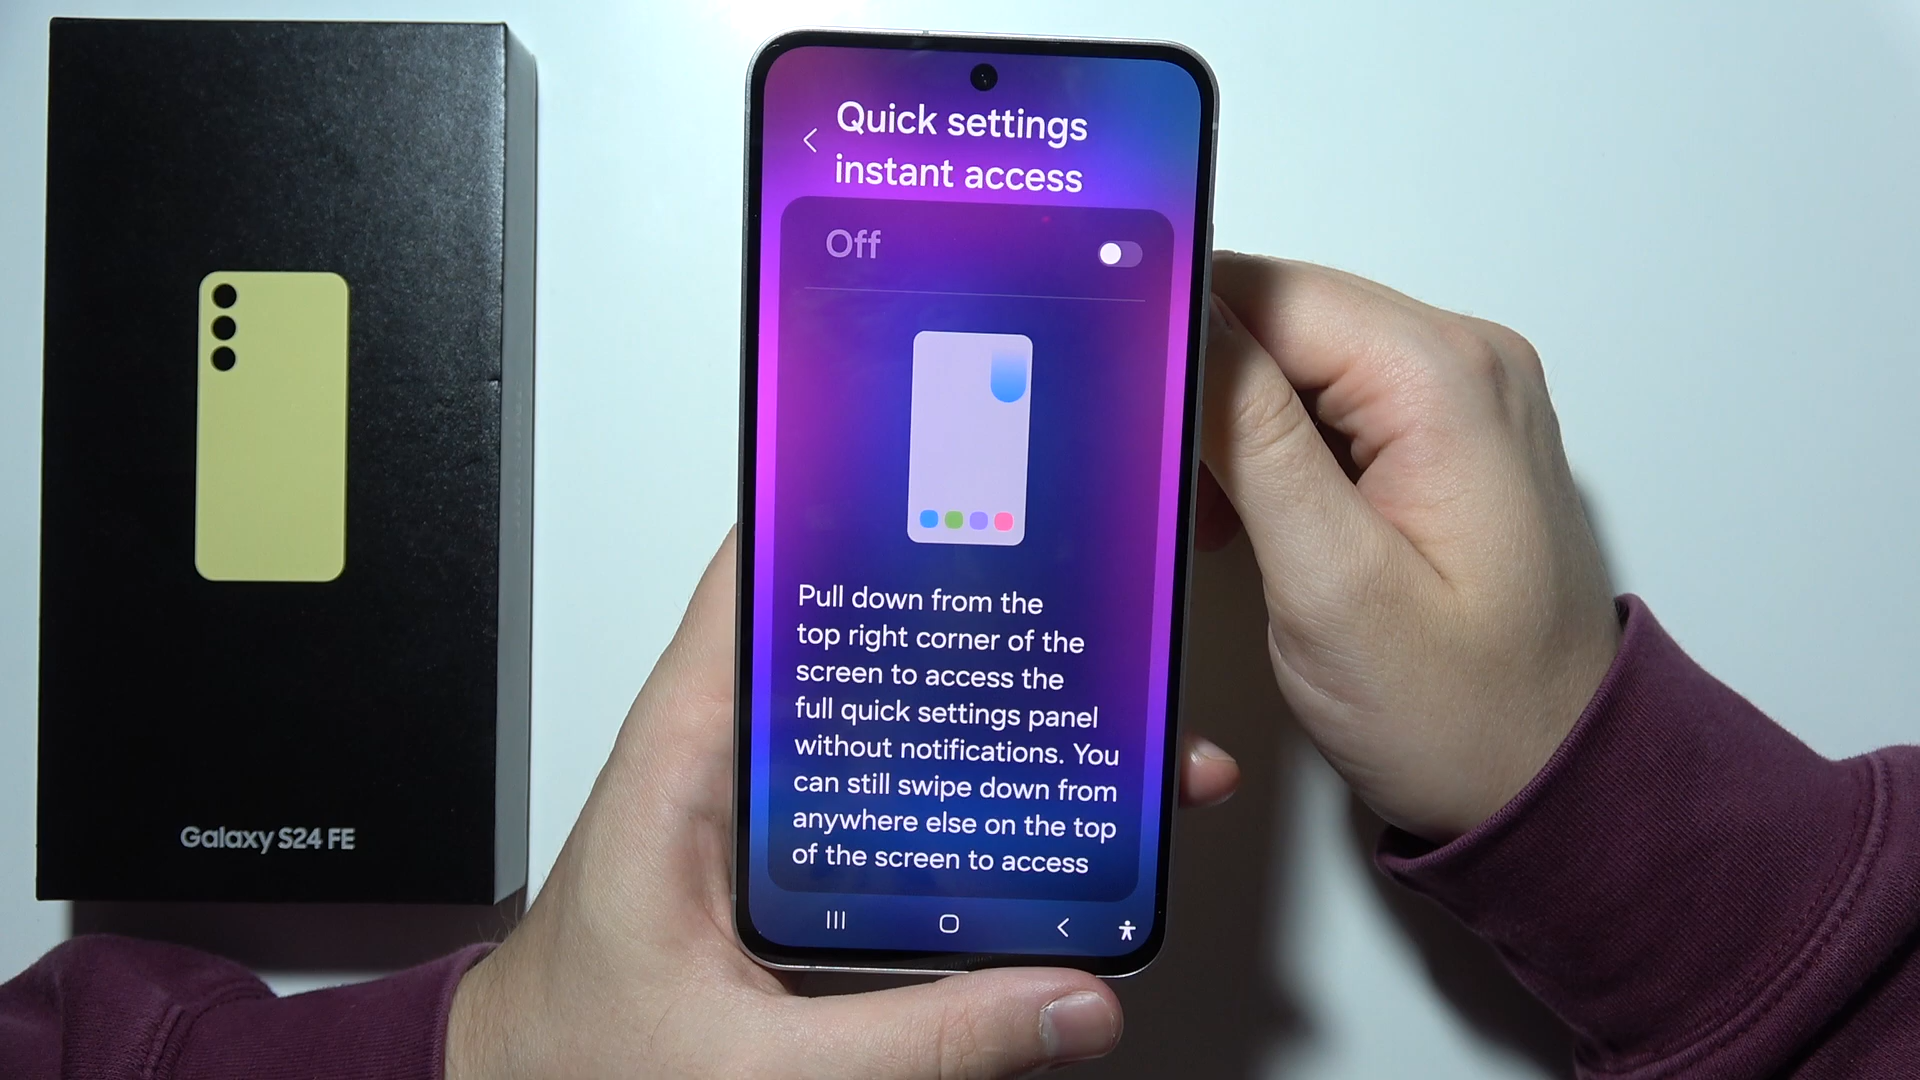 Quick settings
instant access
Off
Pull down from the
top right corner of the
screen to access the
full quick settings panel
without notifications. You
can still swipe down from
anywhere else on the top
of the screen to access
Galaxy S24 FE